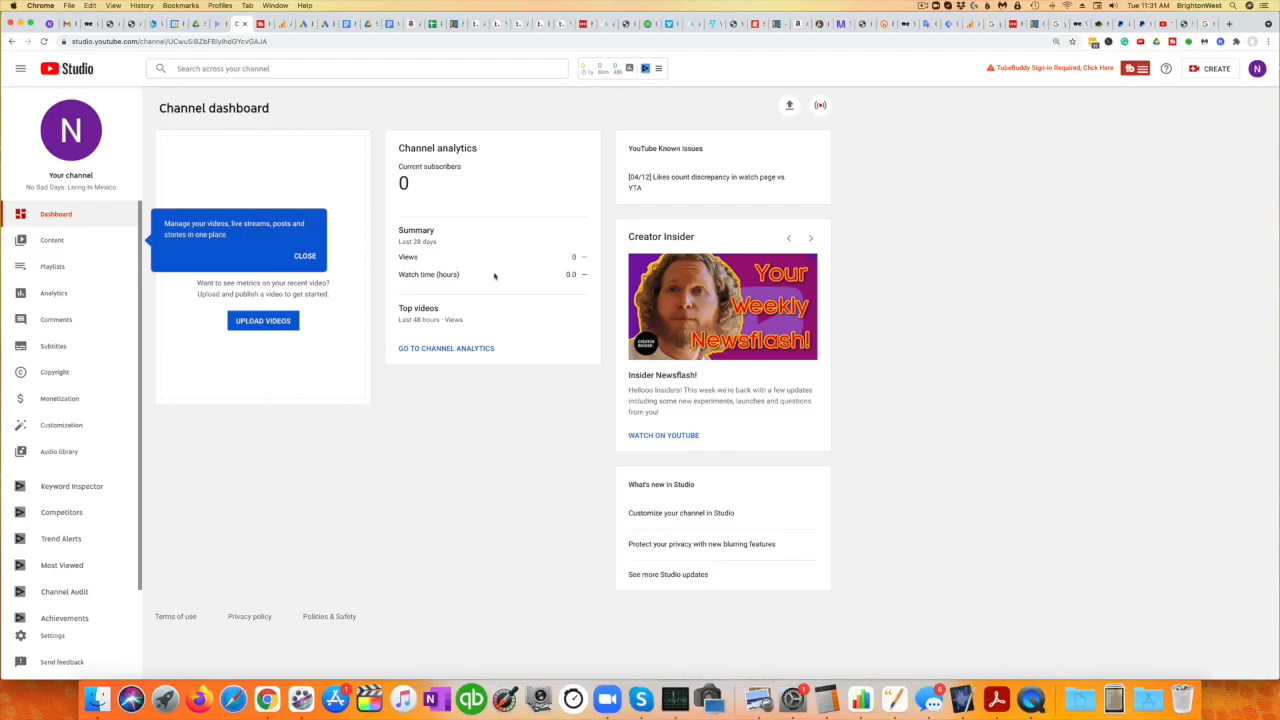 Chrome File Edit View History Bookmarks Profiles Tab Window Help
Tue 11:31 AM BrightonWest
studio.youtube.com/channel/
Studio
Search across your channel
0 0 0
1y 60m 48h
TubeBuddy Sign-in Required, Click Here
tb
CREATE
N
N
Your channel
No Bad Days: Living In Mexico
Dashboard
Content
Playlists
Analytics
Comments
Subtitles
Copyright
Monetization
Customization
Audio library
Keyword Inspector
Competitors
Trend Alerts
Most Viewed
Channel Audit
Achievements
Settings
Send feedback
Channel dashboard
Manage your videos, live streams, posts and
stories in one place
CLOSE
Want to see metrics on your recent video?
Upload and publish a video to get started.
UPLOAD VIDEOS
Channel analytics
Current subscribers
0
Summary
Last 28 days
Views 0 —
Watch time (hours) 0.0 —
Top videos
Last 48 hours · Views
GO TO CHANNEL ANALYTICS
YouTube Known issues
[04/12] Likes count discrepancy in watch page vs.
YTA
Creator Insider
Your
Weekly
Newsflash!
CREATOR
INSIDER
Insider Newsflash!
Hellooo Insiders! This week we're back with a few updates
including some new experiments, launches and questions
from you!
WATCH ON YOUTUBE
What's new in Studio
Customize your channel in Studio
Protect your privacy with new blurring features
See more Studio updates
Terms of use Privacy policy Policies & Safety